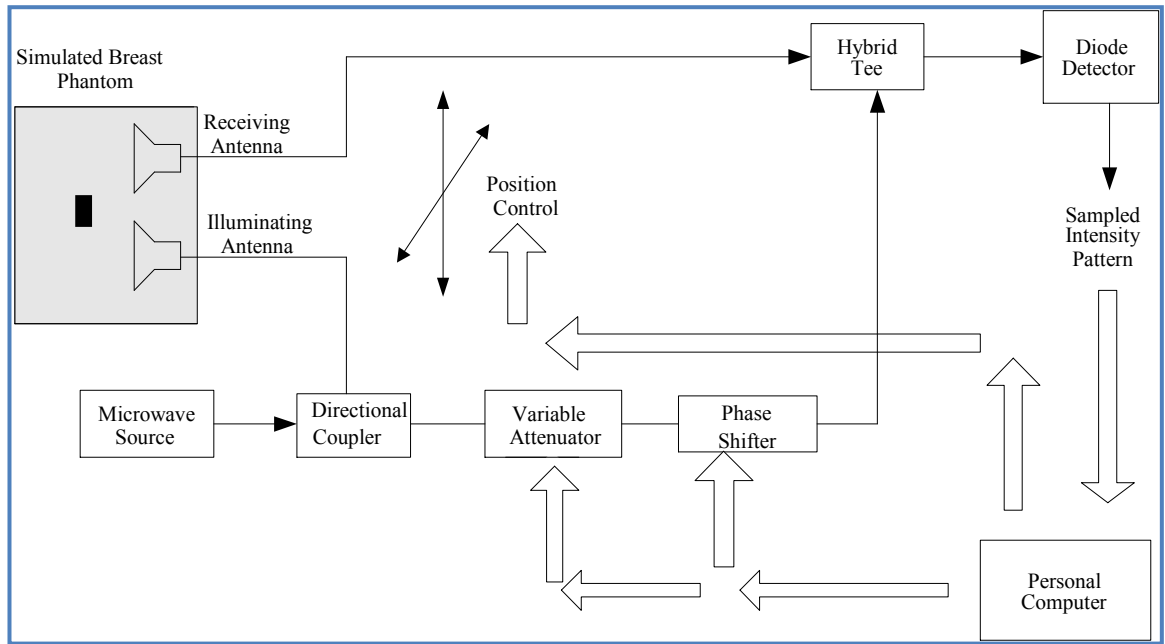 Simulated Breast
Phantom
Receiving
Antenna
Illuminating
Antenna
Position
Control
Hybrid
Tee
Diode
Detector
Sampled
Intensity
Pattern
Microwave
Source
Directional
Coupler
Variable
Attenuator
Phase
Shifter
Personal
Computer